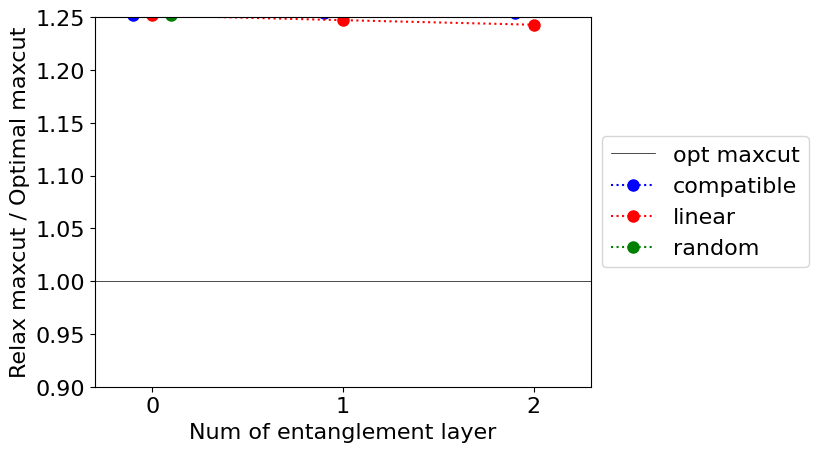 Relax maxcut / Optimal maxcut
1.25
1.20
1.15
1.10
1.05
1.00
0.95
0.90
0 1 2
Num of entanglement layer
opt maxcut
compatible
linear
random